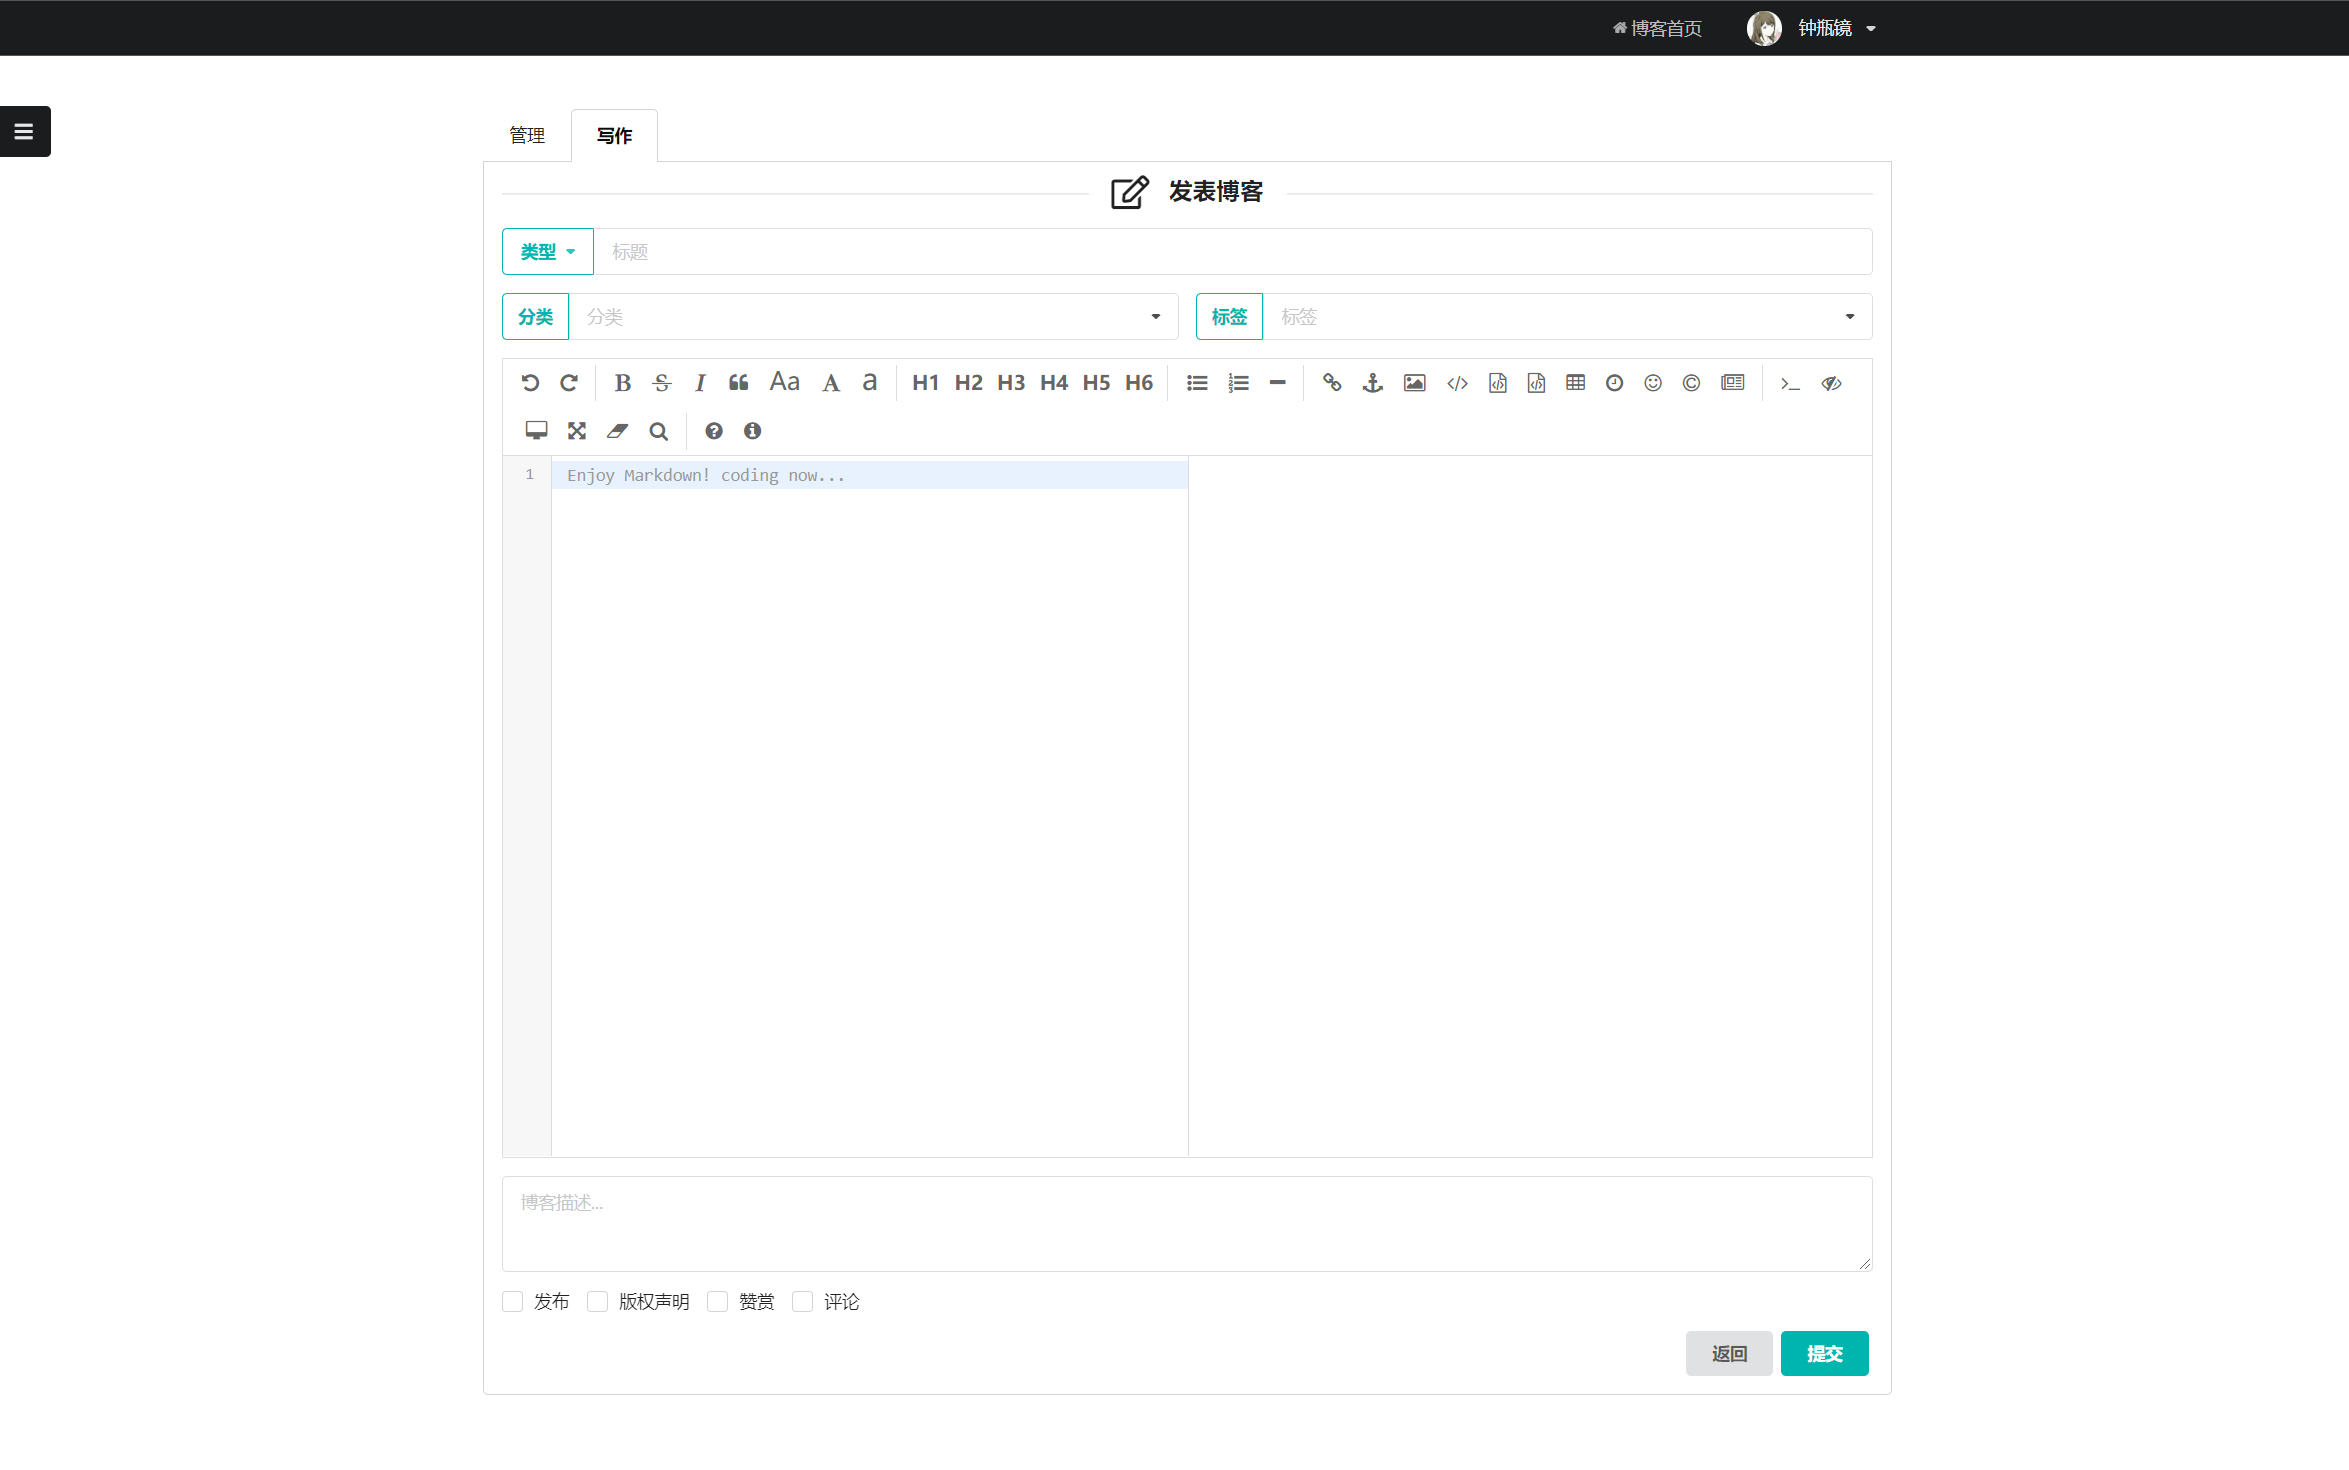 博客首页 钟瓶镜
管理 写作
发表博客
类型 标题
分类 分类 标签 标签
B S I Aa A a H1 H2 H3 H4 H5 H6
1 Enjoy Markdown! coding now...
博客描述...
发布 版权声明 赞赏 评论
返回 提交